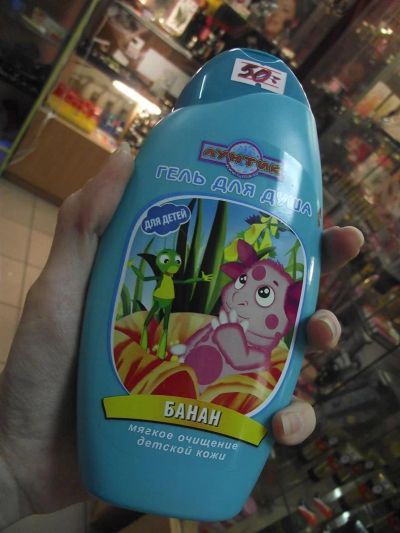 50=
ЛУНТИК
ГЕЛЬ ДЛЯ ДУША
ДЛЯ ДЕТЕЙ
БАНАН
мягкое очищение
детской кожи